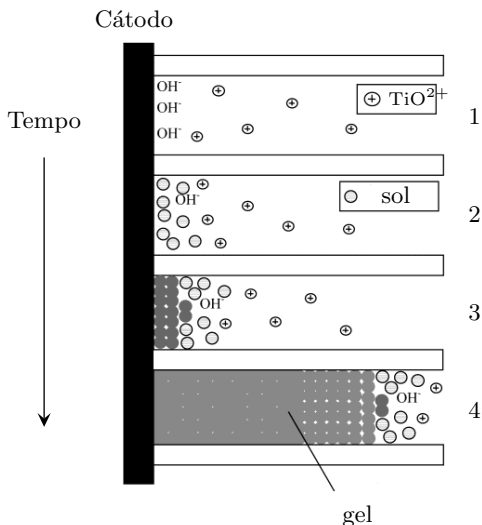 Cátodo
Tempo
OH⁻
OH⁻
OH⁻
TiO²⁺
1
OH⁻
sol
2
OH⁻
3
OH⁻
4
gel